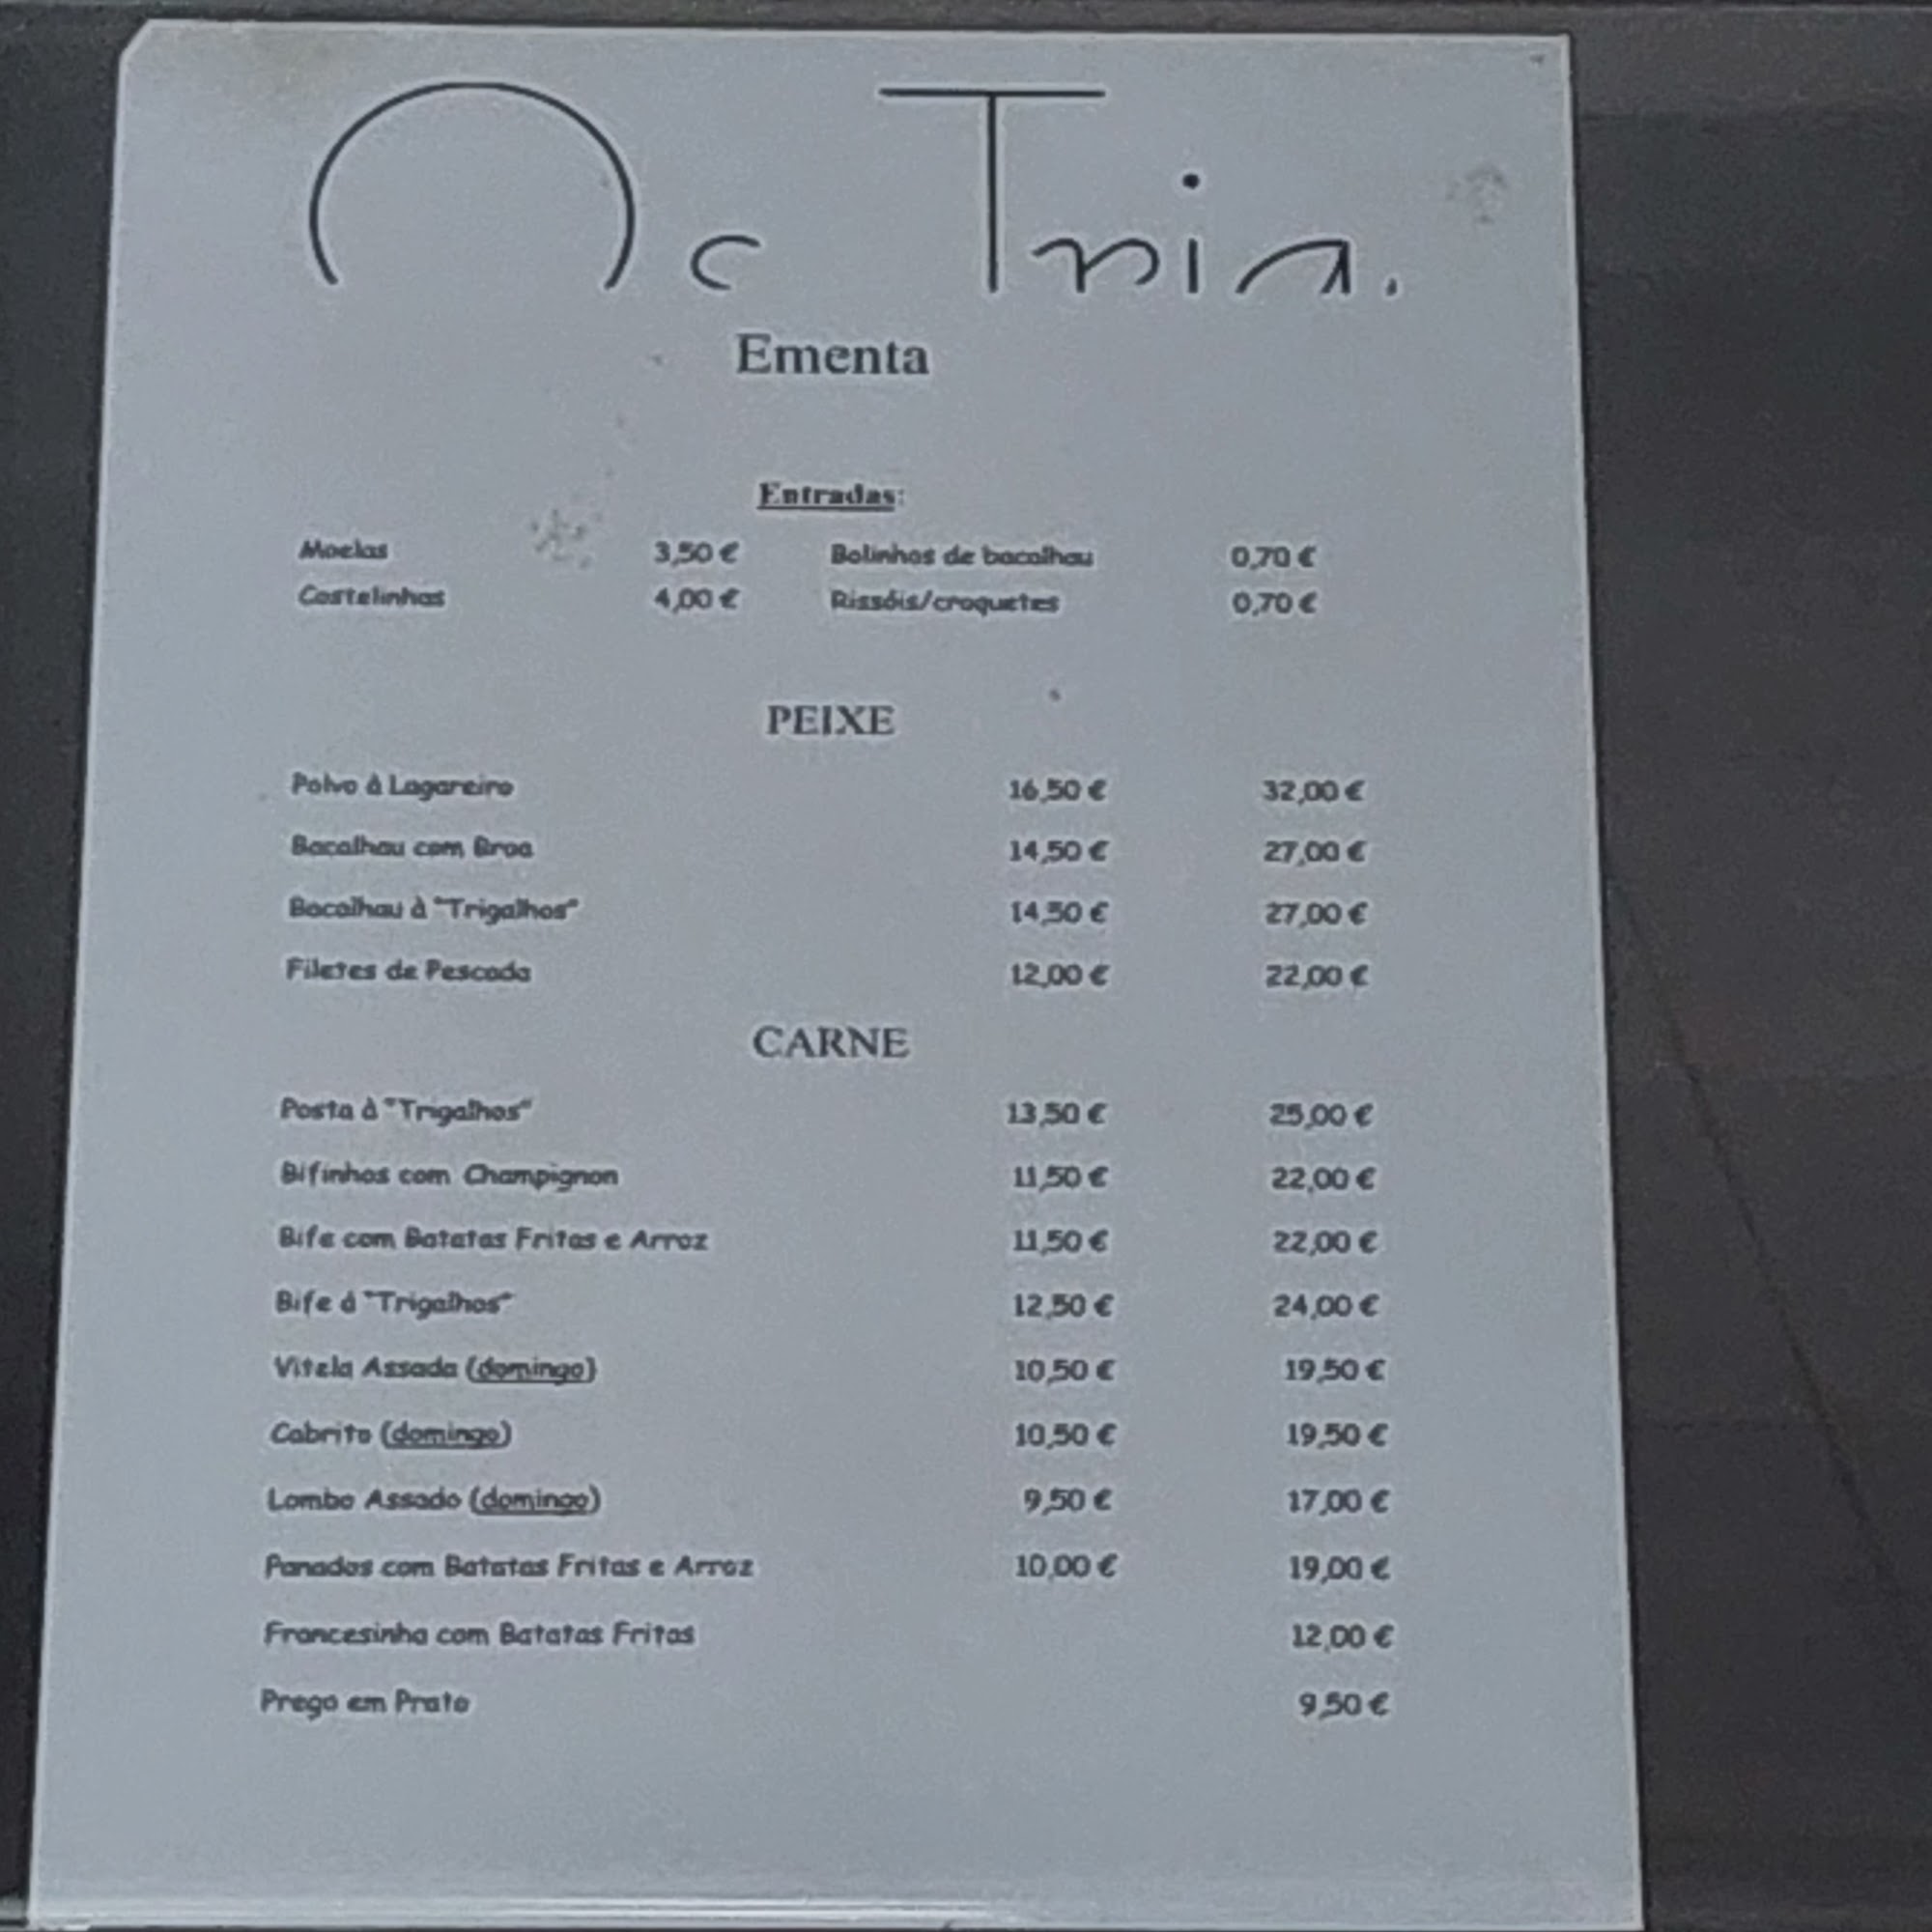 Ementa
Entradas:
Moelas 3,50 € Bolinhos de bacalhau 0,70 €
Costelinhas 4,00 € Rissóis/croquetes 0,70 €
PEIXE
Polvo à Lagareiro 16,50 € 32,00 €
Bacalhau com Broa 14,50 € 27,00 €
Bacalhau à "Trigalhos" 14,50 € 27,00 €
Filetes de Pescada 12,00 € 22,00 €
CARNE
Posta à "Trigalhos" 13,50 € 25,00 €
Bifinhos com Champignon 11,50 € 22,00 €
Bife com Batatas Fritas e Arroz 11,50 € 22,00 €
Bife á "Trigalhos" 12,50 € 24,00 €
Vitela Assada (domingo) 10,50 € 19,50 €
Cabrito (domingo) 10,50 € 19,50 €
Lombo Assado (domingo) 9,50 € 17,00 €
Panados com Batatas Fritas e Arroz 10,00 € 19,00 €
Francesinha com Batatas Fritas 12,00 €
Prego em Prato 9,50 €